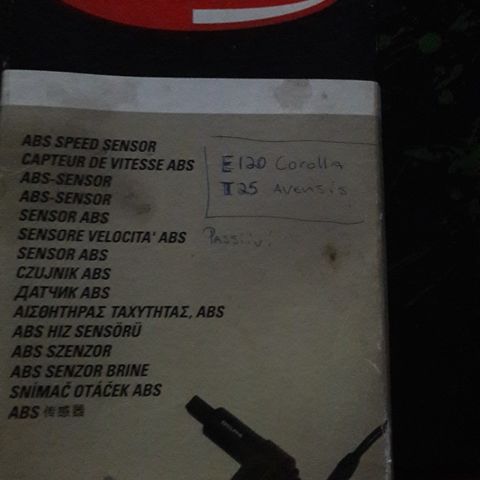 ABS SPEED SENSOR
CAPTEUR DE VITESSE ABS
ABS-SENSOR
ABS-SENSOR
SENSOR ABS
SENSORE VELOCITA' ABS
SENSOR ABS
CZUJNIK ABS
ДАТЧИК ABS
ΑΙΣΘΗΤΗΡΑΣ ΤΑΧΥΤΗΤΑΣ, ABS
ABS HIZ SENSÖRÜ
ABS SZENZOR
ABS SENZOR BRINE
SNÍMAČ OTÁČEK ABS
ABS 传感器
E120 Corolla
T25 Avensis
Passiivi